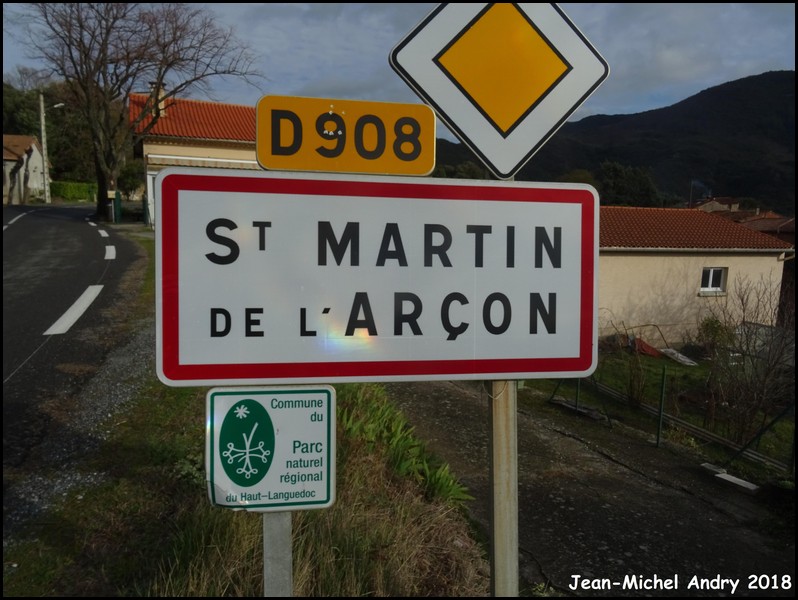 D908
ST MARTIN
DE L'ARÇON
Commune du
Parc
naturel
régional
du Haut-Languedoc
Jean-Michel Andry 2018